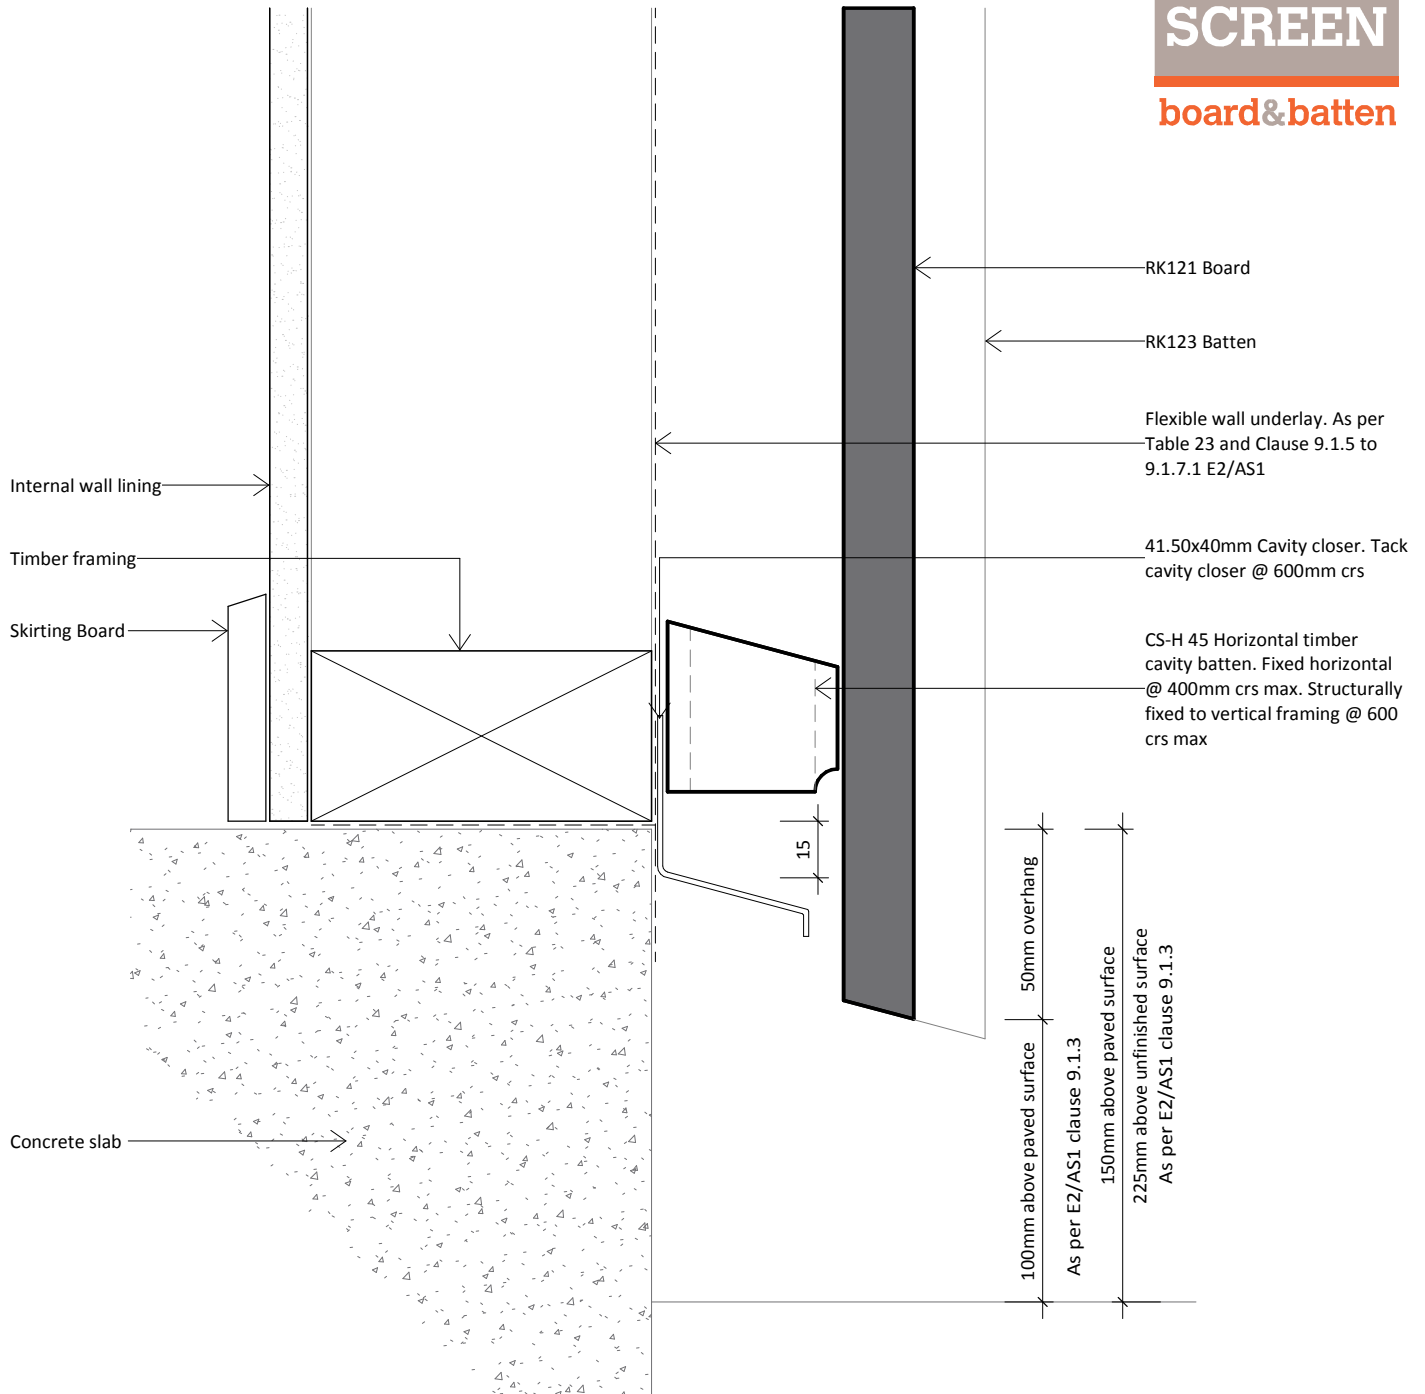 SCREEN
board&batten
RK121 Board
RK123 Batten
Flexible wall underlay. As per
Table 23 and Clause 9.1.5 to
9.1.7.1 E2/AS1
Internal wall lining
41.50x40mm Cavity closer. Tack
cavity closer @ 600mm crs
Timber framing
Skirting Board
CS-H 45 Horizontal timber
cavity batten. Fixed horizontal
@ 400mm crs max. Structurally
fixed to vertical framing @ 600
crs max
15
50mm overhang
100mm above paved surface
As per E2/AS1 clause 9.1.3
150mm above paved surface
225mm above unfinished surface
As per E2/AS1 clause 9.1.3
Concrete slab